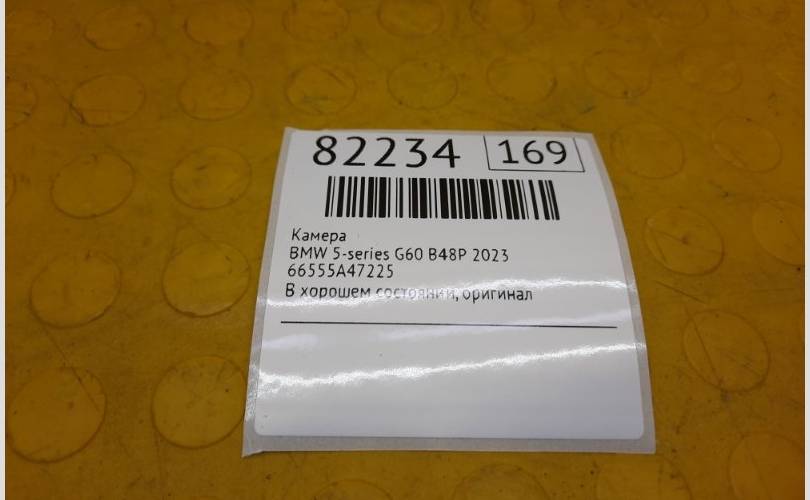 82234 169
Камера
BMW 5-series G60 B48P 2023
66555A47225
В хорошем состоянии, оригинал